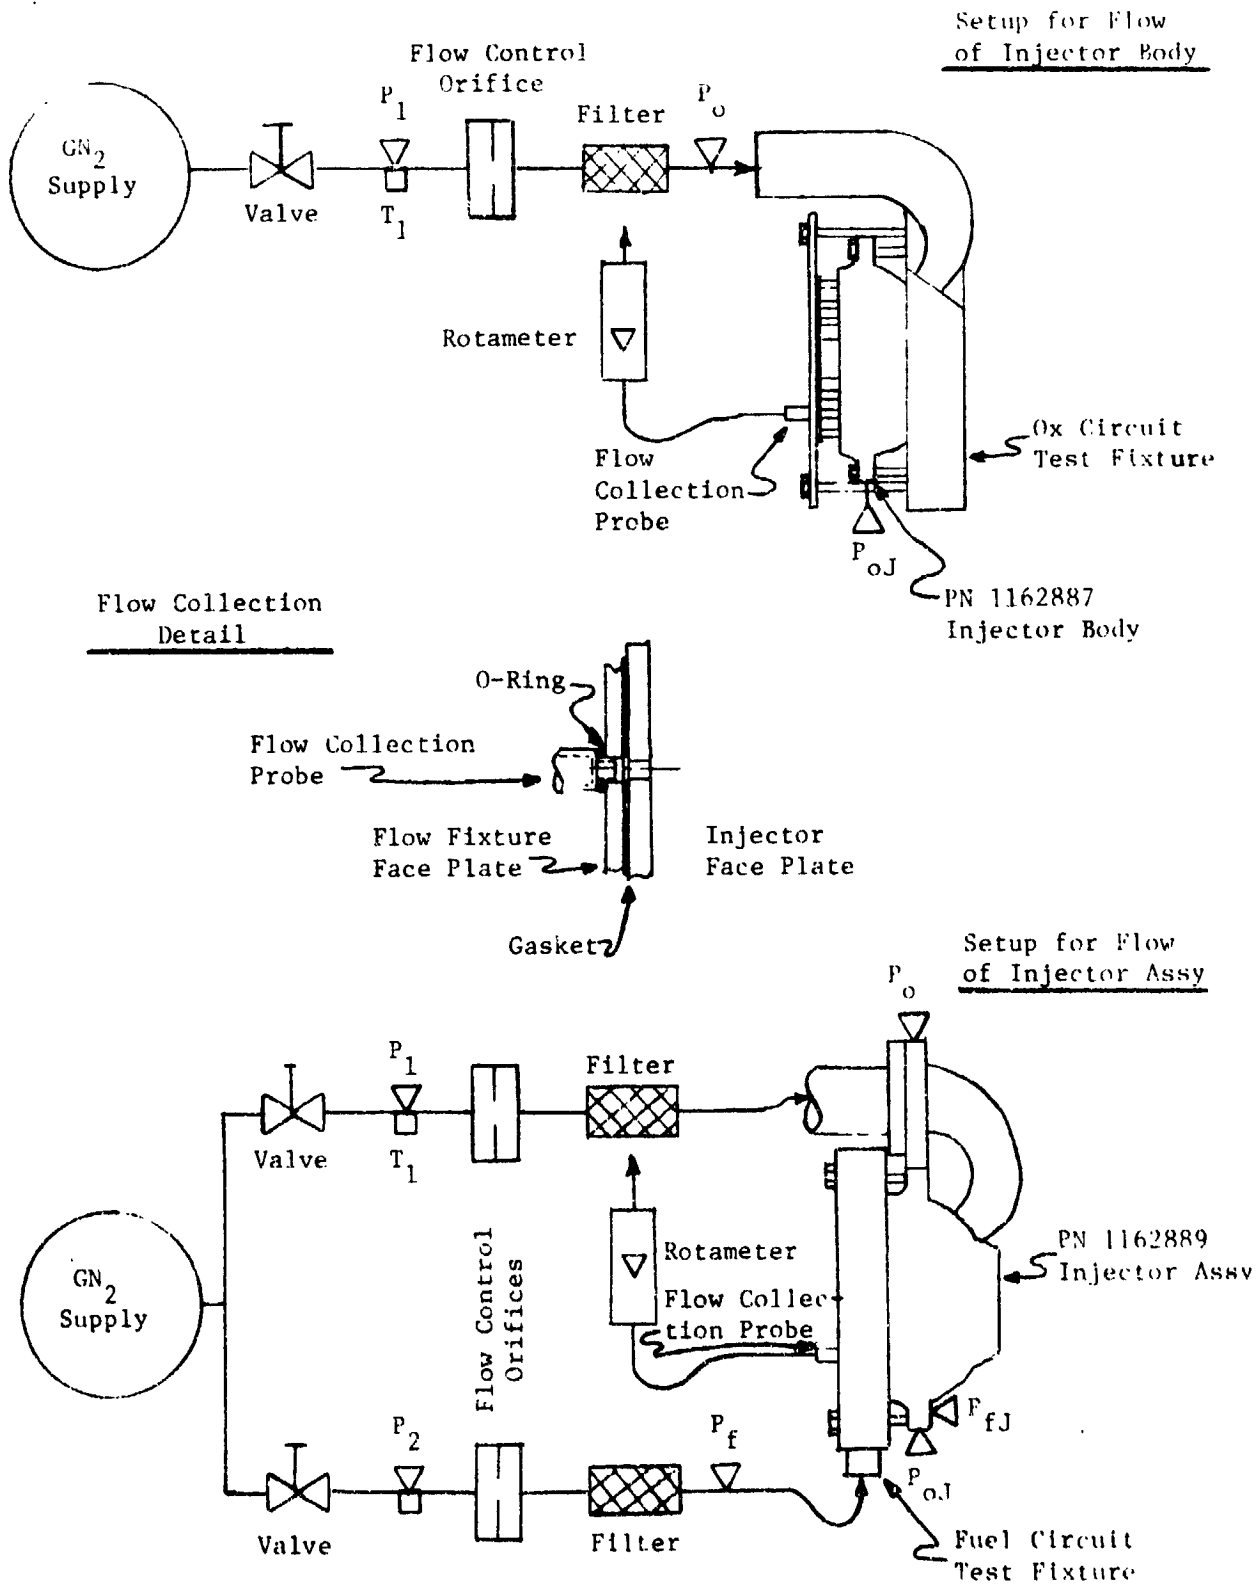 Setup for Flow
of Injector Body
Flow Control
Orifice
P1
Filter
Po
GN2
Supply
Valve
T1
Rotameter
Flow
Collection
Probe
Ox Circuit
Test Fixture
PoJ
PN 1162887
Injector Body
Flow Collection
Detail
O-Ring
Flow Collection
Probe
Flow Fixture
Face Plate
Injector
Face Plate
Gasket
Setup for Flow
of Injector Assy
Po
P1
Filter
Valve
T1
GN2
Supply
Flow Control
Orifices
Rotameter
Flow Collec-
tion Probe
PN 1162889
Injector Assy
P2
Pf
PfJ
PoJ
Valve
Filter
Fuel Circuit
Test Fixture